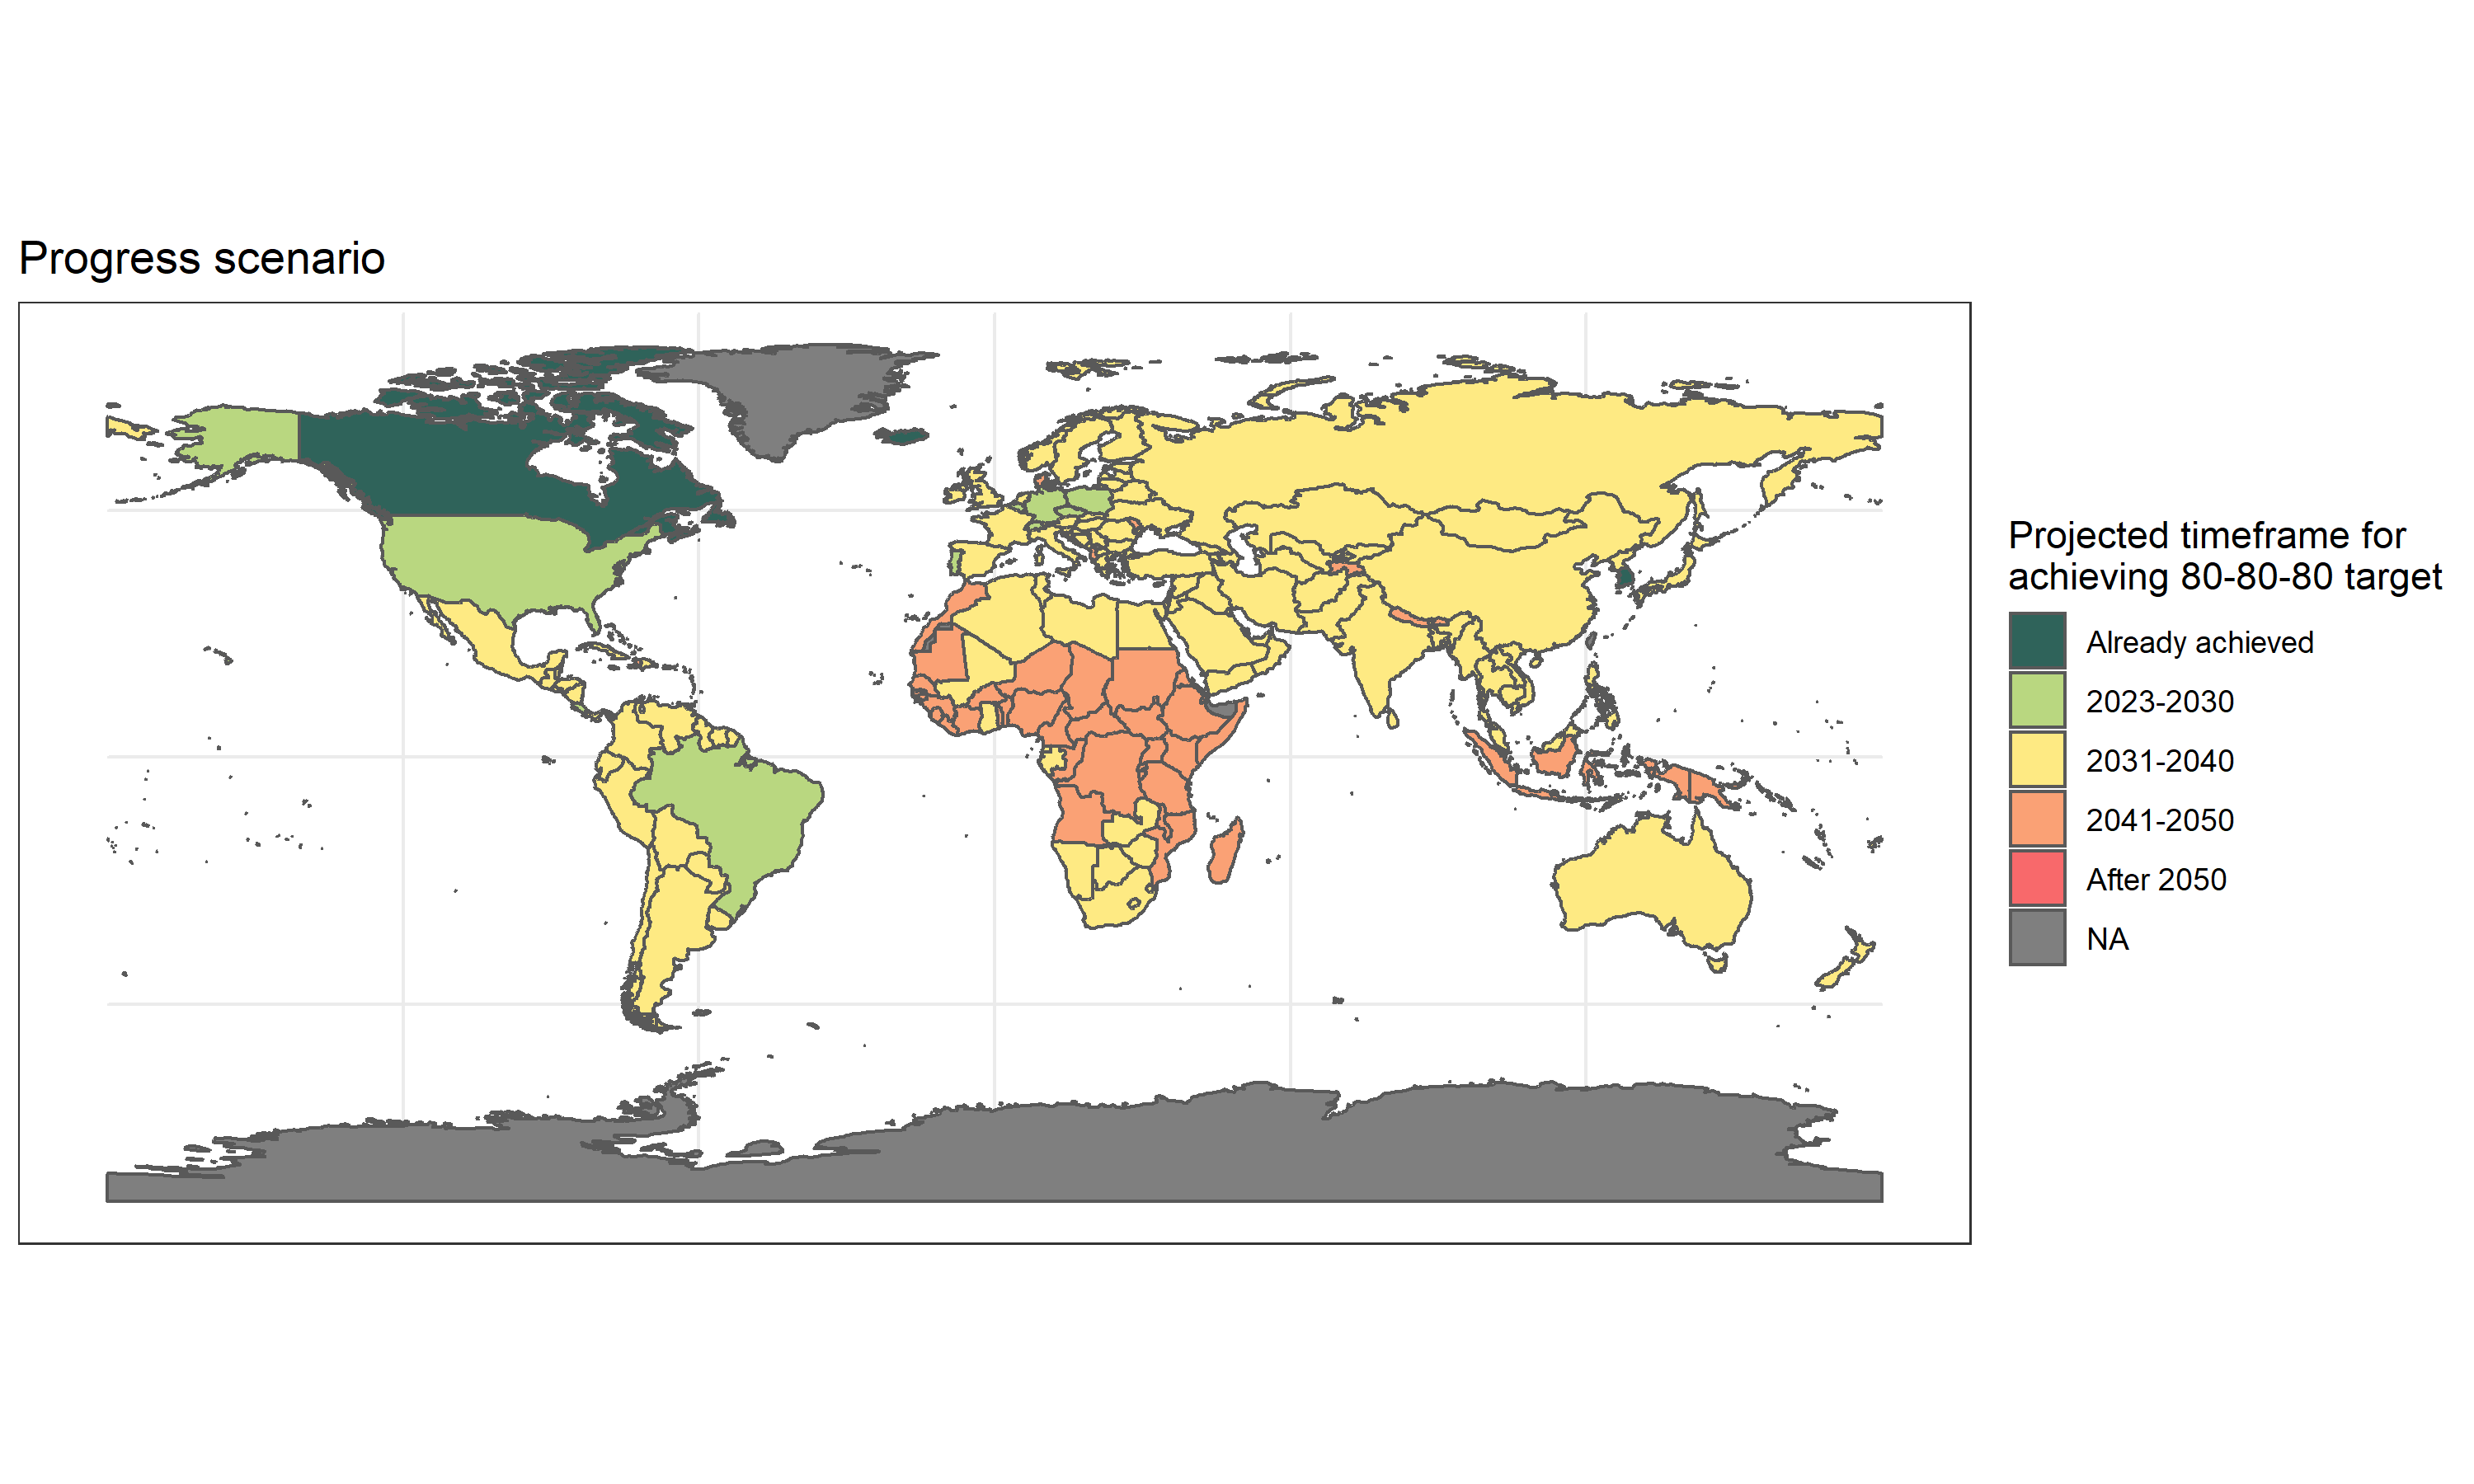 Progress scenario
Projected timeframe for
achieving 80-80-80 target
Already achieved
2023-2030
2031-2040
2041-2050
After 2050
NA